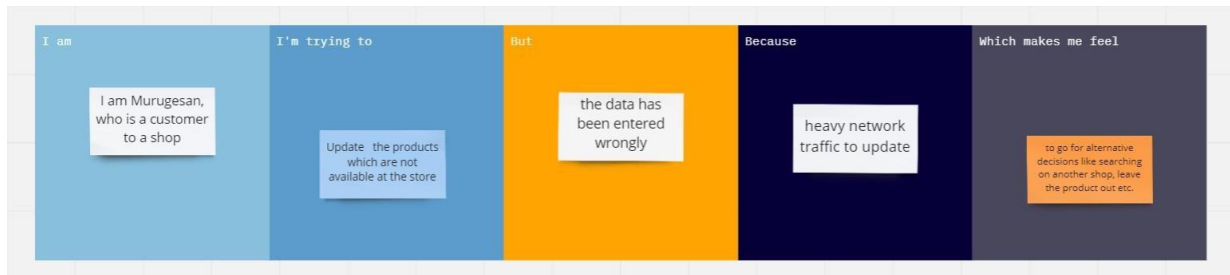 I am
I am Murugesan,
who is a customer
to a shop
I'm trying to
Update the products
which are not
available at the store
But
the data has
been entered
wrongly
Because
heavy network
traffic to update
Which makes me feel
to go for alternative
decisions like searching
on another shop, leave
the product out etc.